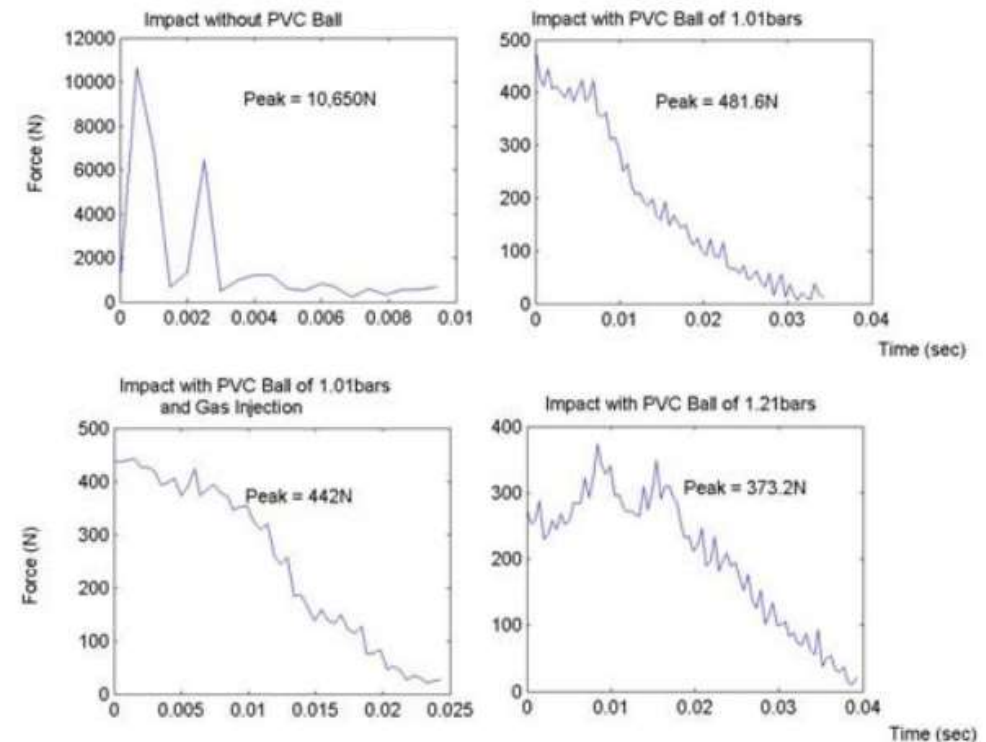 Impact without PVC Ball
12000
10000
8000
6000
4000
2000
0
Force (N)
Peak = 10,650N
0 0.002 0.004 0.006 0.008 0.01
Impact with PVC Ball of 1.01bars
500
400
300
200
100
0
Peak = 481.6N
0 0.01 0.02 0.03 0.04
Time (sec)
Impact with PVC Ball of 1.01bars
and Gas Injection
500
400
300
200
100
0
Force (N)
Peak = 442N
0 0.005 0.01 0.015 0.02 0.025
Impact with PVC Ball of 1.21bars
400
300
200
100
0
Peak = 373.2N
0 0.01 0.02 0.03 0.04
Time (sec)